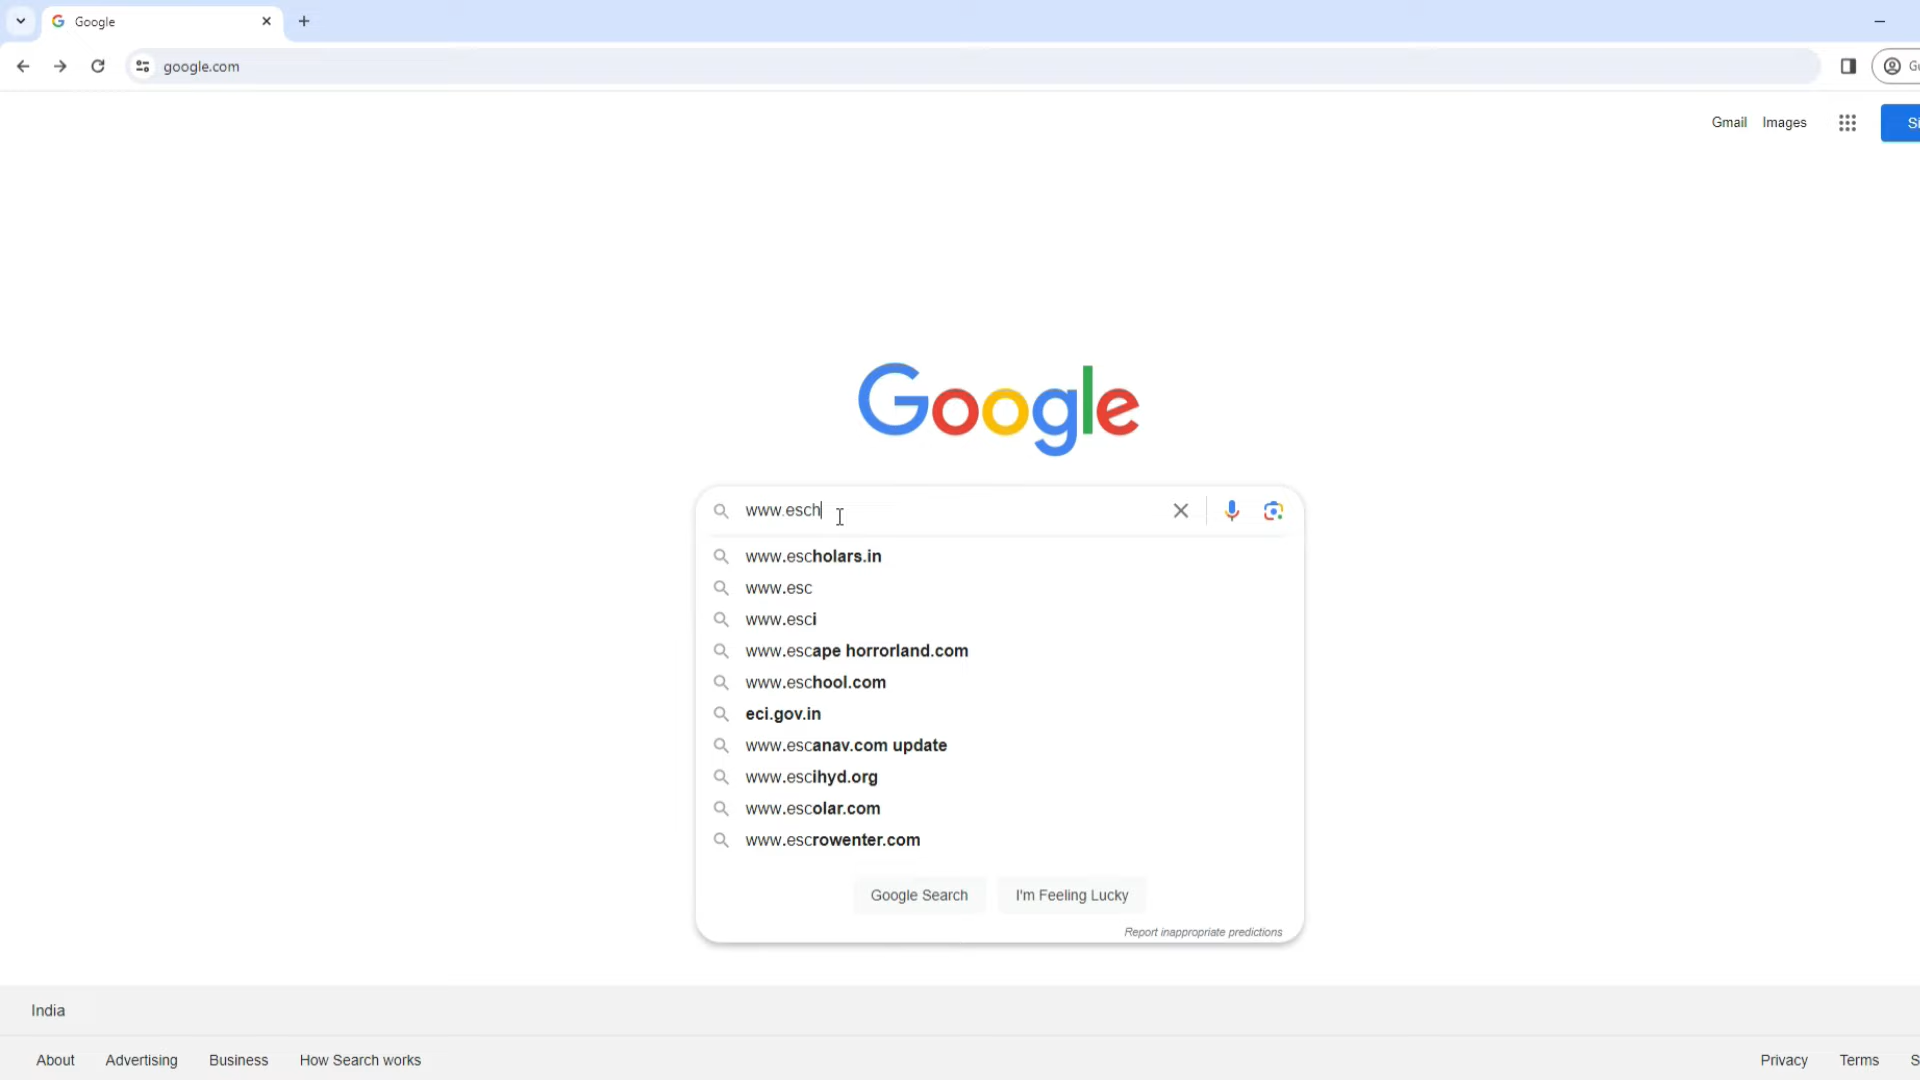 Google
google.com
Gmail Images
Google
www.esch
www.escholars.in
www.esc
www.esci
www.escape horrorland.com
www.eschool.com
eci.gov.in
www.escanav.com update
www.escihyd.org
www.escolar.com
www.escrowenter.com
Google Search I'm Feeling Lucky
Report inappropriate predictions
India
About Advertising Business How Search works Privacy Terms